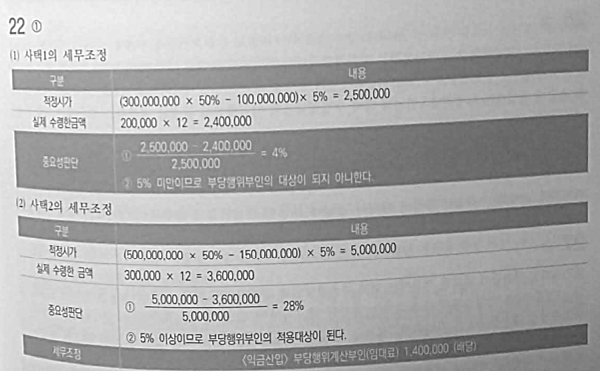 22 ①
(1) 사택1의 세무조정
구분 내용
적정시가 (300,000,000 × 50% - 100,000,000)× 5% = 2,500,000
실제 수령한금액 200,000 × 12 = 2,400,000
중요성판단 ① 2,500,000 - 2,400,000 / 2,500,000 = 4%
② 5% 미만이므로 부당행위부인의 대상이 되지 아니한다.
(2) 사택2의 세무조정
구분 내용
적정시가 (500,000,000 × 50% - 150,000,000) × 5% = 5,000,000
실제 수령한 금액 300,000 × 12 = 3,600,000
중요성판단 ① 5,000,000 - 3,600,000 / 5,000,000 = 28%
② 5% 이상이므로 부당행위부인의 적용대상이 된다.
세무조정 〈익금산입〉 부당행위계산부인(임대료) 1,400,000 (배당)